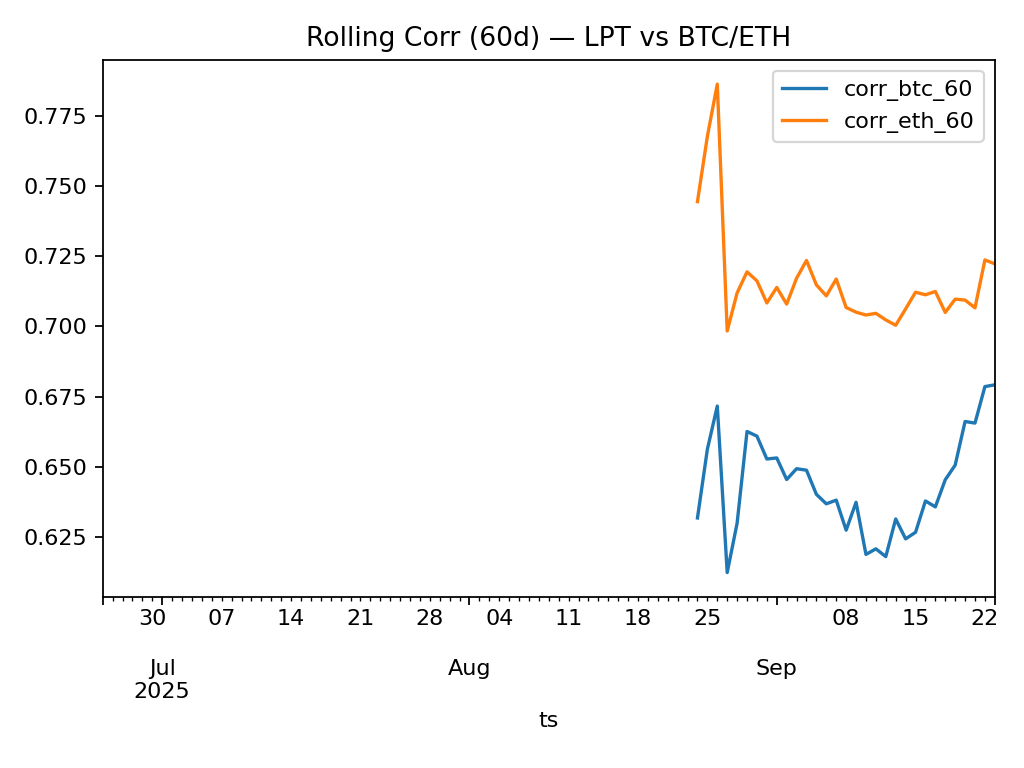 Rolling Corr (60d) — LPT vs BTC/ETH
corr_btc_60
corr_eth_60
0.775
0.750
0.725
0.700
0.675
0.650
0.625
30 07 14 21 28 04 11 18 25 08 15 22
Jul Aug Sep
2025
ts